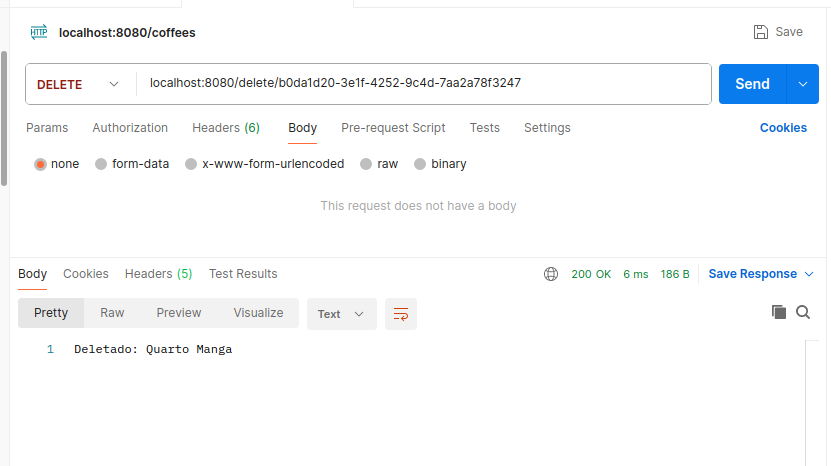 HTTP localhost:8080/coffees Save
DELETE localhost:8080/delete/b0da1d20-3e1f-4252-9c4d-7aa2a78f3247 Send
Params Authorization Headers (6) Body Pre-request Script Tests Settings Cookies
none form-data x-www-form-urlencoded raw binary
This request does not have a body
Body Cookies Headers (5) Test Results 200 OK 6 ms 186 B Save Response
Pretty Raw Preview Visualize Text
1 Deletado: Quarto Manga